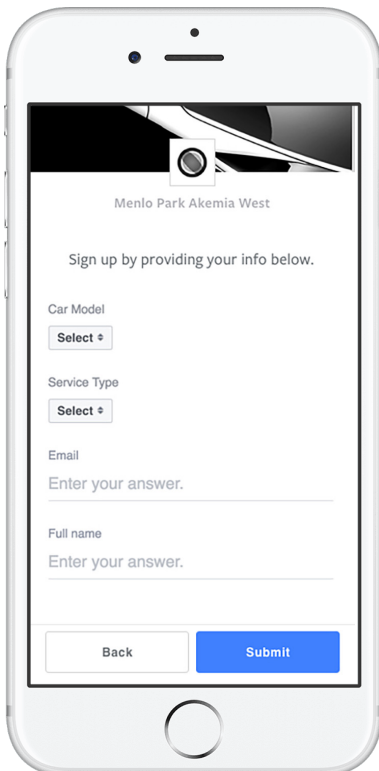 Menlo Park Akemia West
Sign up by providing your info below.
Car Model
Select
Service Type
Select
Email
Enter your answer.
Full name
Enter your answer.
Back Submit